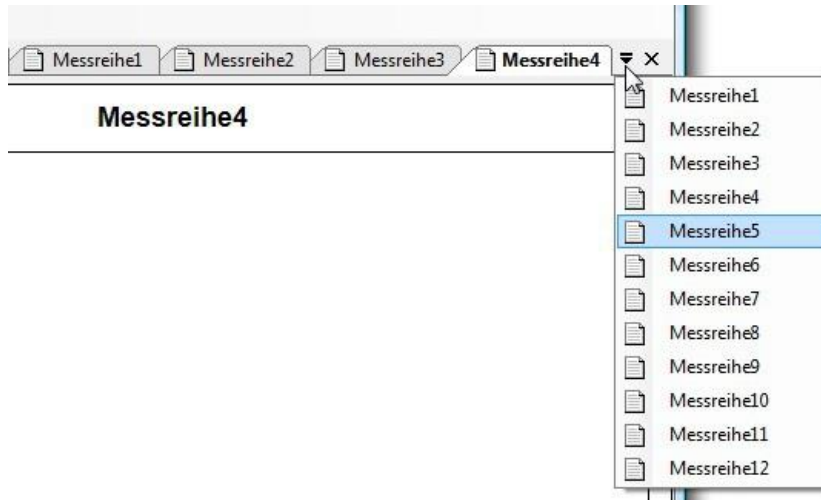 Messreihe1 Messreihe2 Messreihe3 Messreihe4
Messreihe4
Messreihe1
Messreihe2
Messreihe3
Messreihe4
Messreihe5
Messreihe6
Messreihe7
Messreihe8
Messreihe9
Messreihe10
Messreihe11
Messreihe12